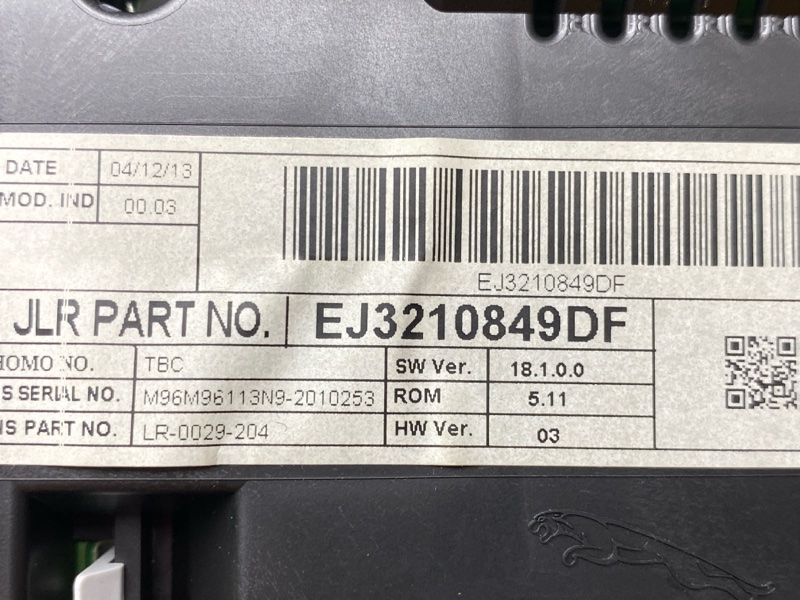 DATE 04/12/13
MOD. IND 00.03
EJ3210849DF
JLR PART NO. EJ3210849DF
HOMO NO. TBC SW Ver. 18.1.0.0
S SERIAL NO. M96M96113N9-2010253 ROM 5.11
NS PART NO. LR-0029-204 HW Ver. 03